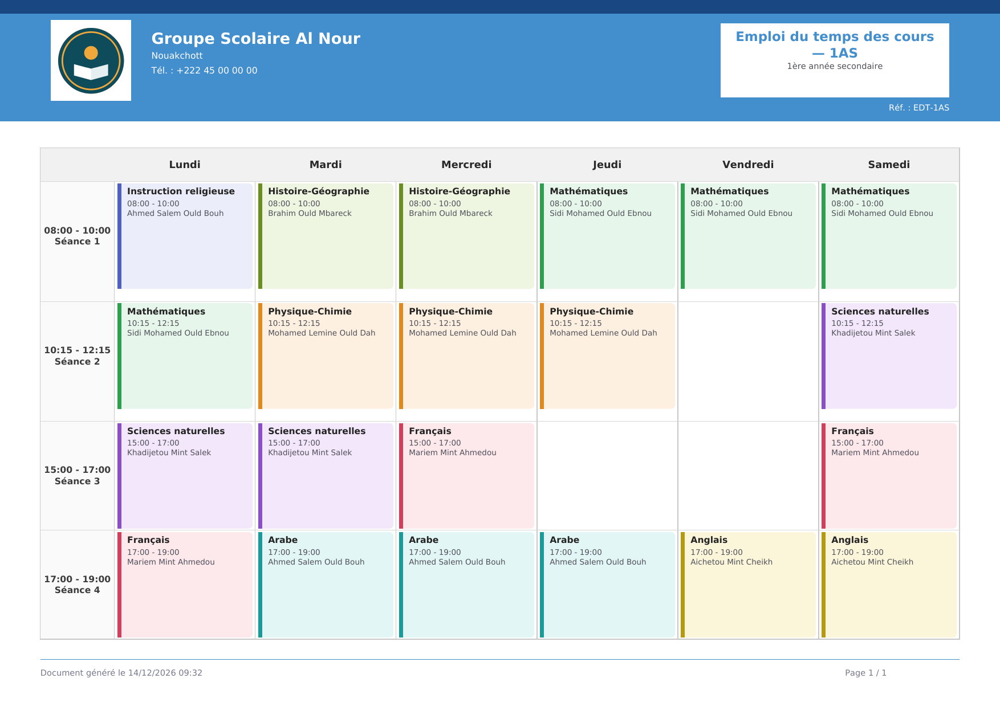 Groupe Scolaire Al Nour
Nouakchott
Tél. : +222 45 00 00 00
Emploi du temps des cours
— 1AS
1ère année secondaire
Réf. : EDT-1AS
Lundi
Mardi
Mercredi
Jeudi
Vendredi
Samedi
08:00 - 10:00
Séance 1
Instruction religieuse
08:00 - 10:00
Ahmed Salem Ould Bouh
Histoire-Géographie
08:00 - 10:00
Brahim Ould Mbareck
Histoire-Géographie
08:00 - 10:00
Brahim Ould Mbareck
Mathématiques
08:00 - 10:00
Sidi Mohamed Ould Ebnou
Mathématiques
08:00 - 10:00
Sidi Mohamed Ould Ebnou
Mathématiques
08:00 - 10:00
Sidi Mohamed Ould Ebnou
10:15 - 12:15
Séance 2
Mathématiques
10:15 - 12:15
Sidi Mohamed Ould Ebnou
Physique-Chimie
10:15 - 12:15
Mohamed Lemine Ould Dah
Physique-Chimie
10:15 - 12:15
Mohamed Lemine Ould Dah
Physique-Chimie
10:15 - 12:15
Mohamed Lemine Ould Dah
Sciences naturelles
10:15 - 12:15
Khadijetou Mint Salek
15:00 - 17:00
Séance 3
Sciences naturelles
15:00 - 17:00
Khadijetou Mint Salek
Sciences naturelles
15:00 - 17:00
Khadijetou Mint Salek
Français
15:00 - 17:00
Mariem Mint Ahmedou
Français
15:00 - 17:00
Mariem Mint Ahmedou
17:00 - 19:00
Séance 4
Français
17:00 - 19:00
Mariem Mint Ahmedou
Arabe
17:00 - 19:00
Ahmed Salem Ould Bouh
Arabe
17:00 - 19:00
Ahmed Salem Ould Bouh
Arabe
17:00 - 19:00
Ahmed Salem Ould Bouh
Anglais
17:00 - 19:00
Aichetou Mint Cheikh
Anglais
17:00 - 19:00
Aichetou Mint Cheikh
Document généré le 14/12/2026 09:32
Page 1 / 1